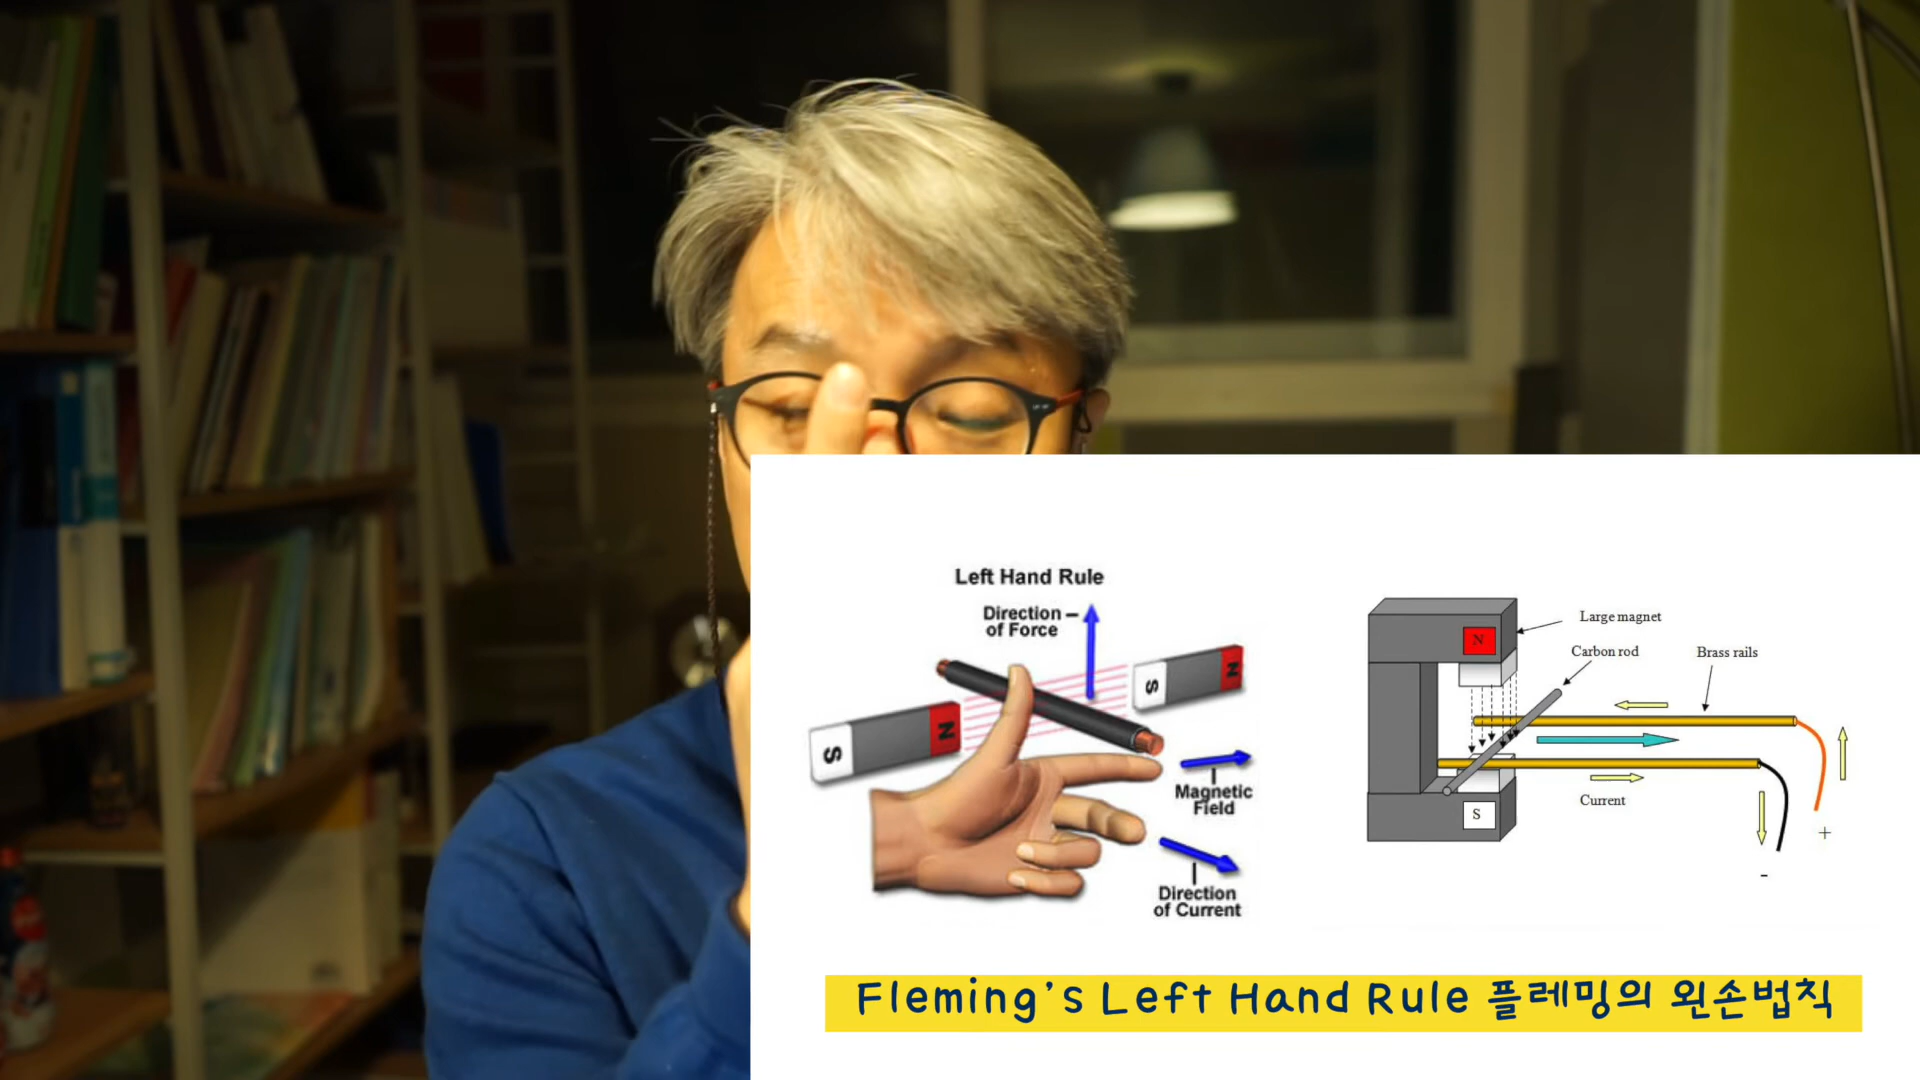 Left Hand Rule
Direction
of Force
S
N
S
N
Magnetic
Field
Direction
of Current
N
Large magnet
Carbon rod
Brass rails
Current
S
+
-
Fleming's Left Hand Rule 플레밍의 왼손법칙